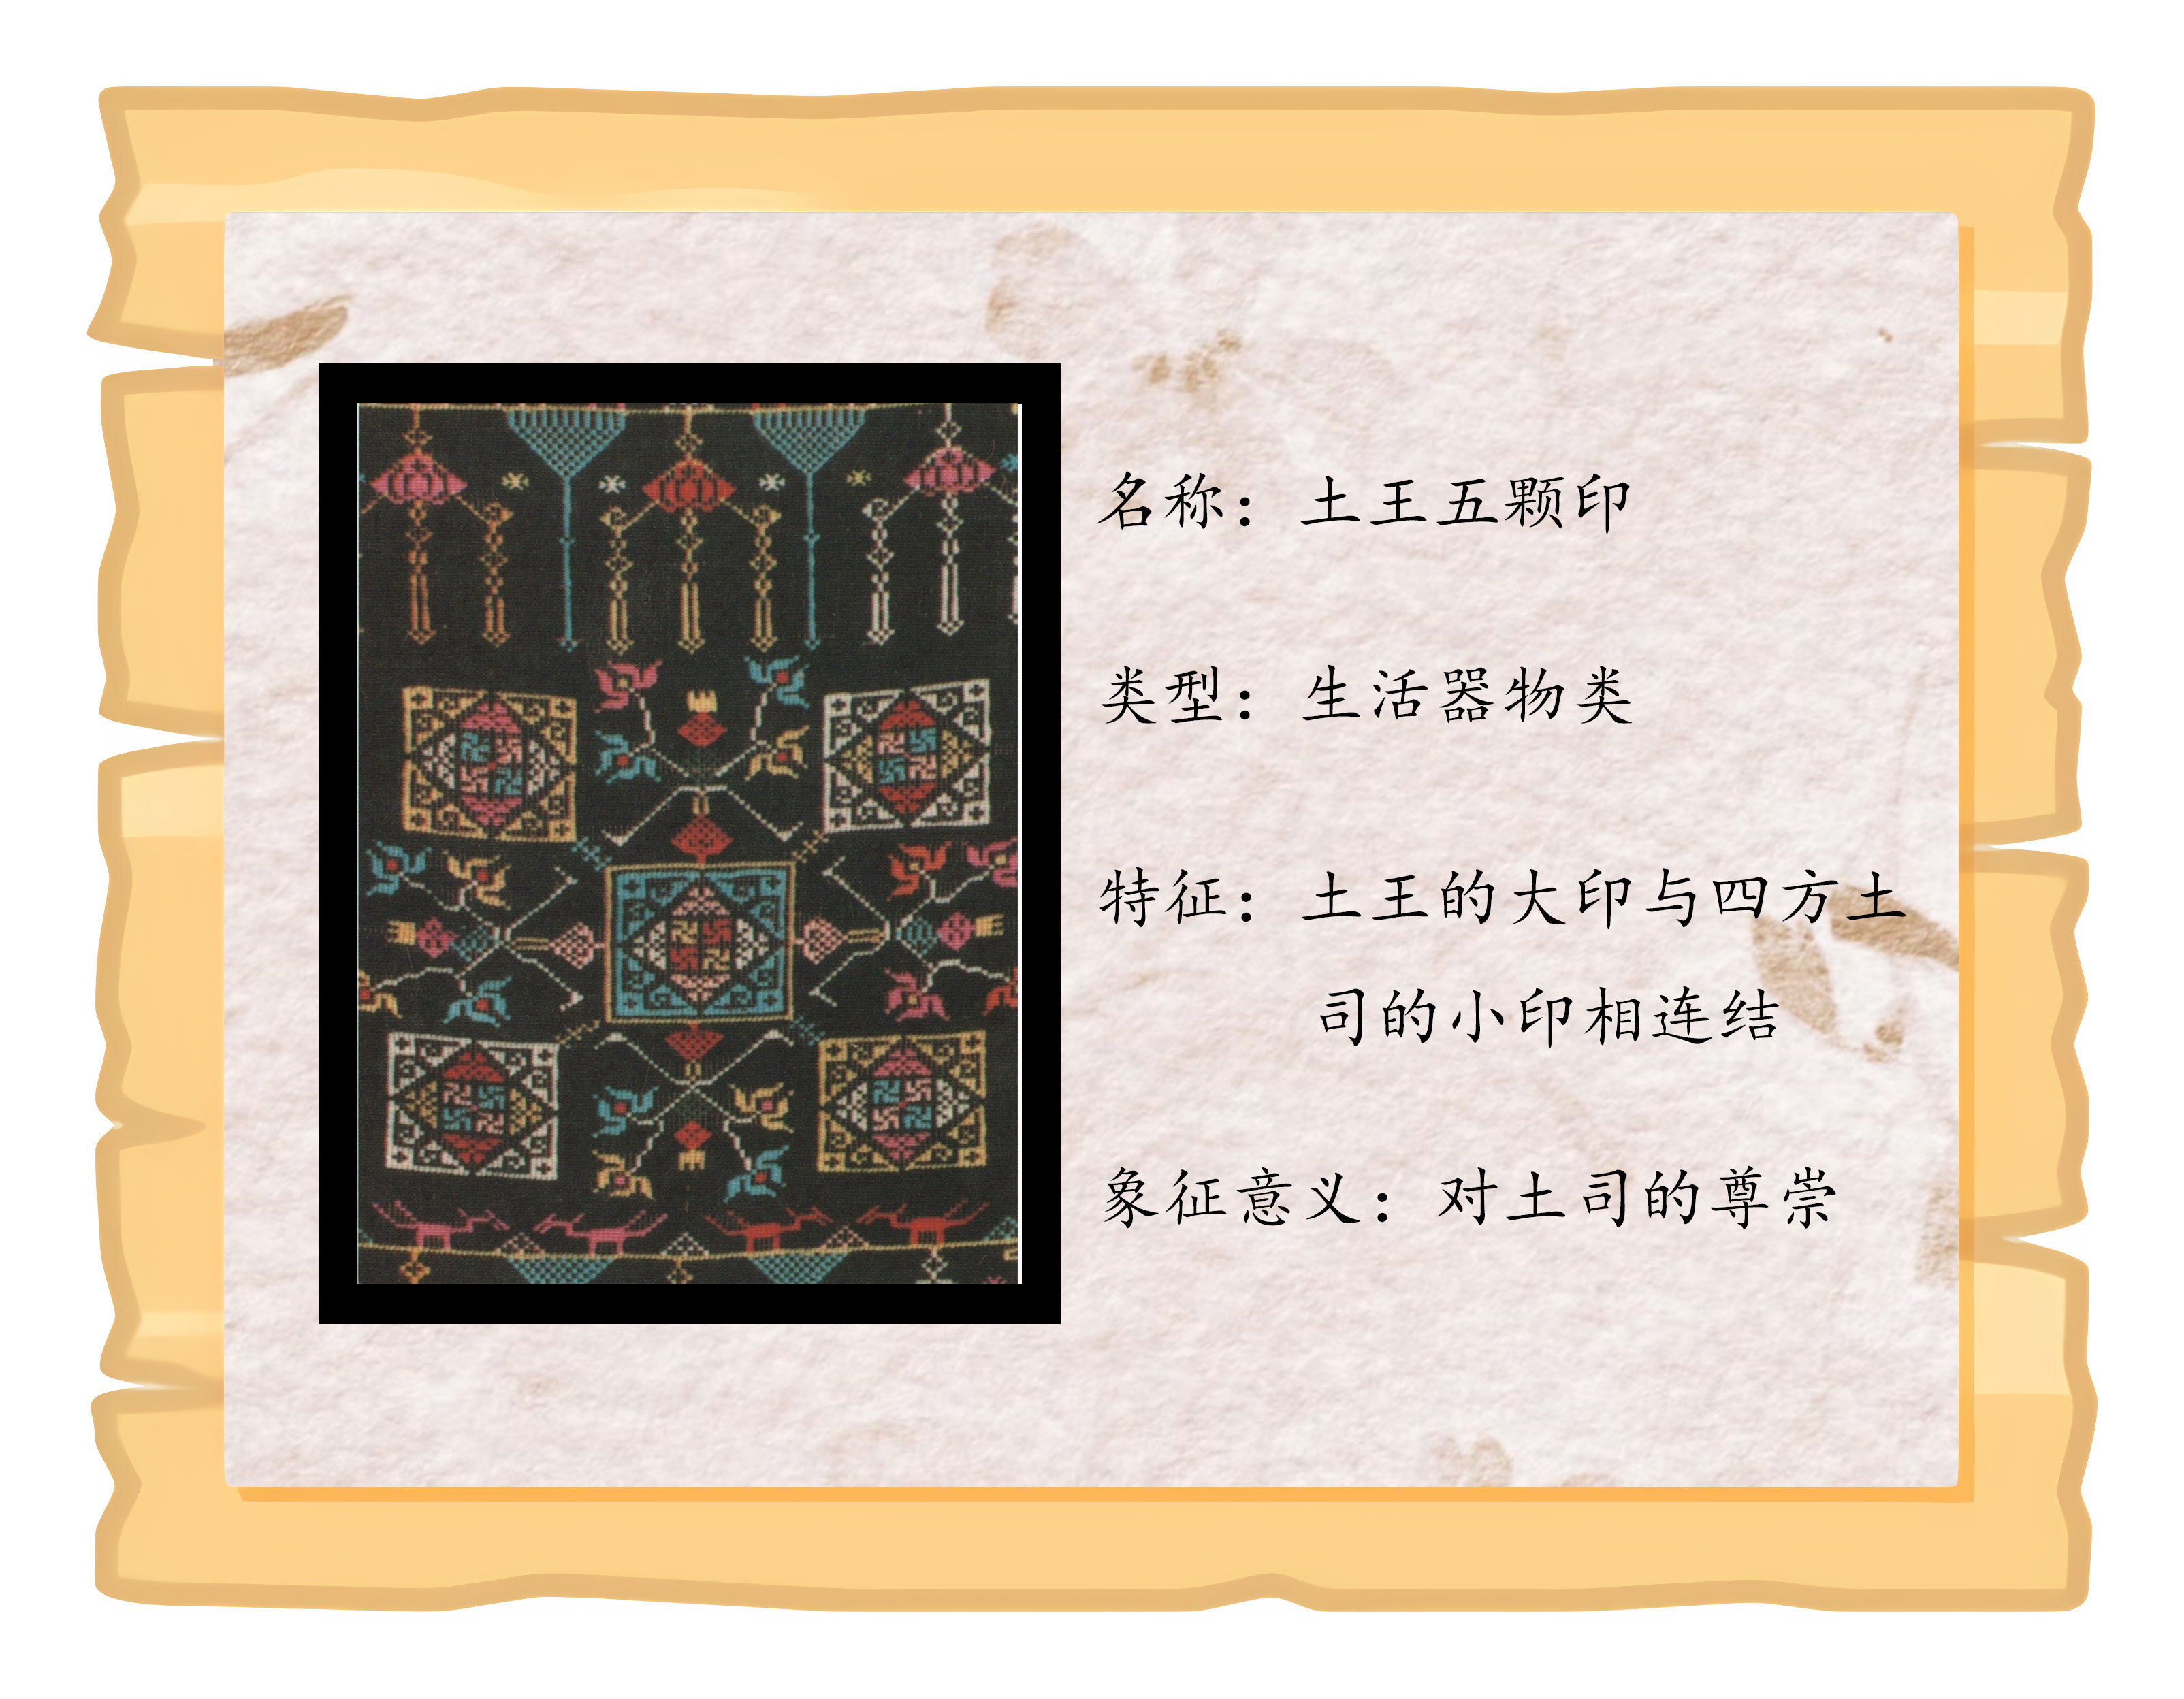 名称：土王五颗印
类型：生活器物类
特征：土王的大印与四方土
司的小印相连结
象征意义：对土司的尊崇